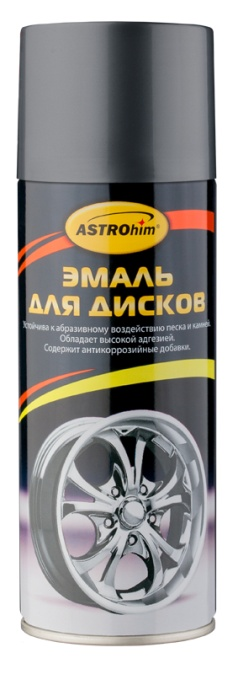 ASTROhim®
ЭМАЛЬ
ДЛЯ ДИСКОВ
Устойчива к абразивному воздействию песка и камней.
Обладает высокой адгезией.
Содержит антикоррозийные добавки.